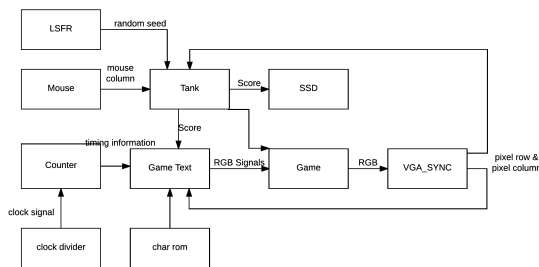 LSFR
random seed
mouse
column
Mouse
Tank
Score
SSD
Score
timing information
Counter
Game Text
RGB Signals
Game
RGB
VGA_SYNC
pixel row &
pixel column
clock signal
clock divider
char rom